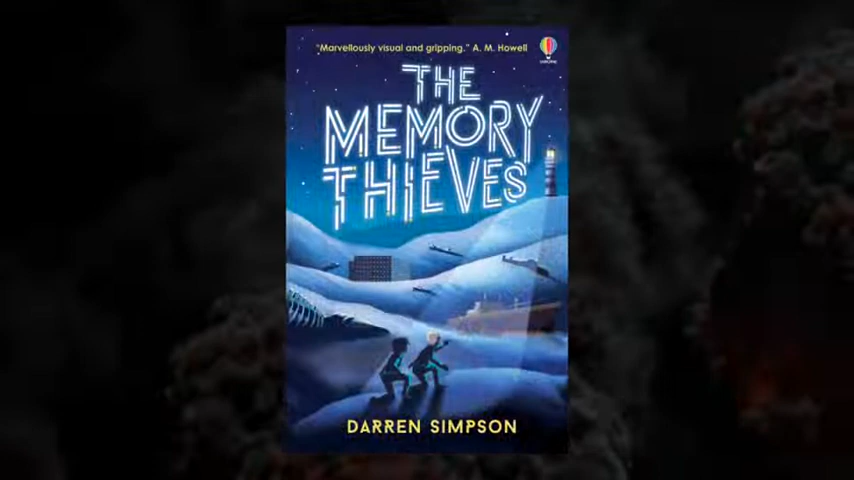 "Marvellously visual and gripping." A. M. Howell
THE
MEMORY
THIEVES
DARREN SIMPSON